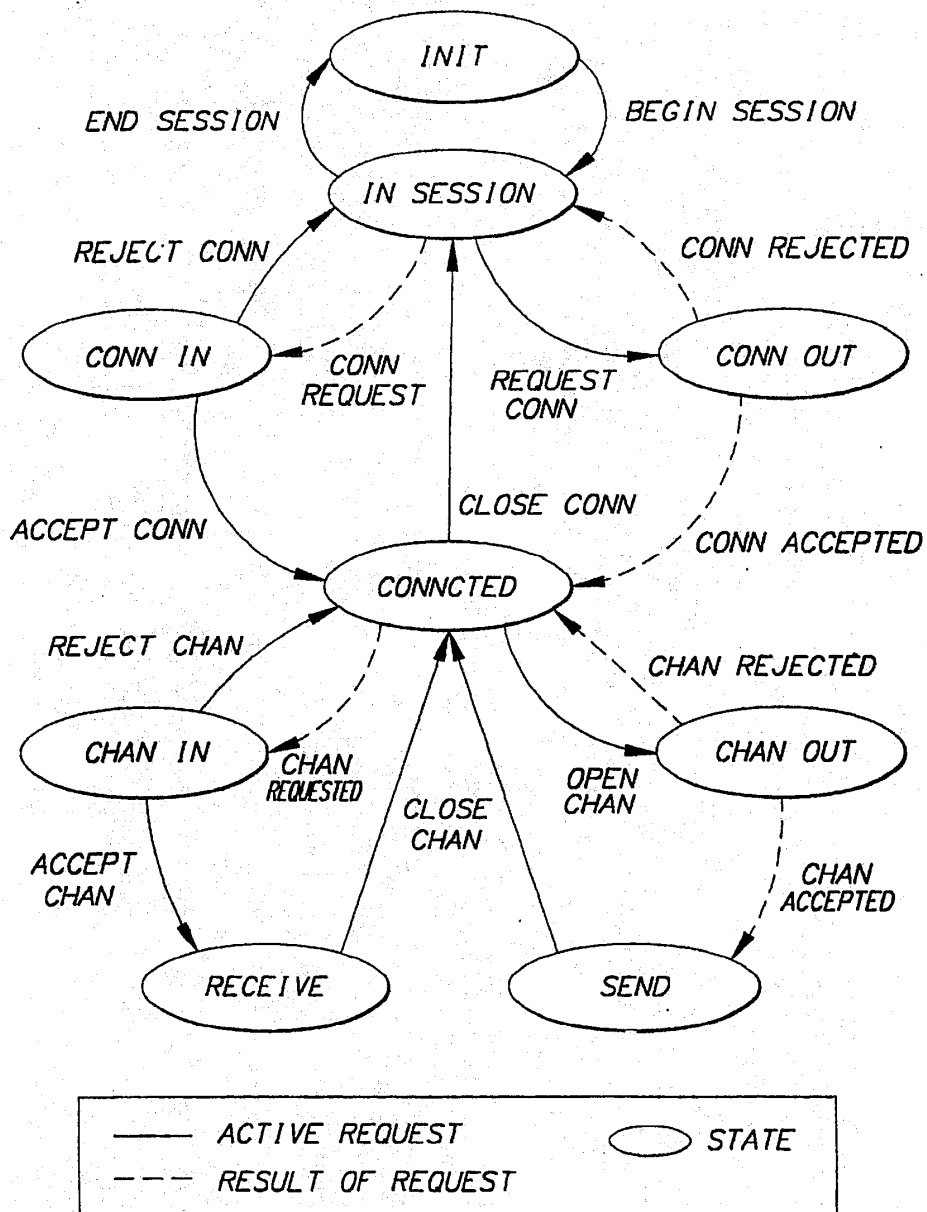 INIT
END SESSION
BEGIN SESSION
IN SESSION
REJECT CONN
CONN REJECTED
CONN IN
CONN
REQUEST
REQUEST
CONN
CONN OUT
ACCEPT CONN
CLOSE CONN
CONN ACCEPTED
CONNCTED
REJECT CHAN
CHAN REJECTED
CHAN IN
CHAN
REQUESTED
OPEN
CHAN
CHAN OUT
CLOSE
CHAN
ACCEPT
CHAN
CHAN
ACCEPTED
RECEIVE
SEND
ACTIVE REQUEST
STATE
RESULT OF REQUEST